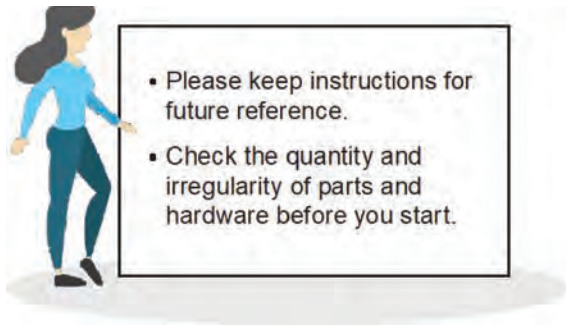 • Please keep instructions for
future reference.
• Check the quantity and
irregularity of parts and
hardware before you start.